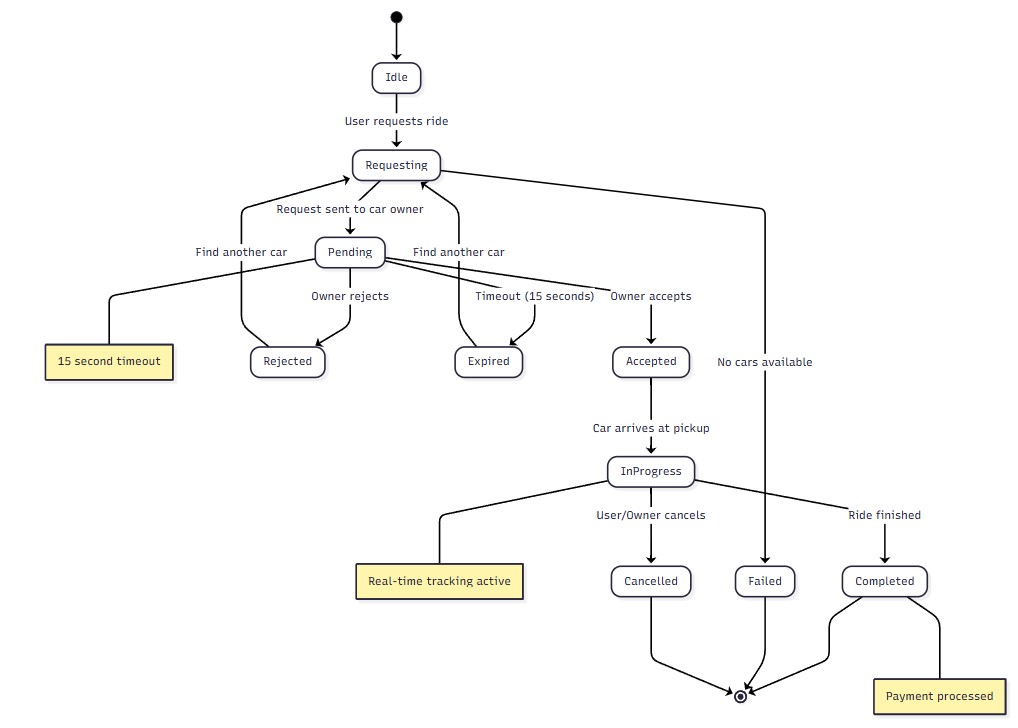 Idle
User requests ride
Requesting
Request sent to car owner
Find another car
Pending
Find another car
Owner rejects
Timeout (15 seconds)
Owner accepts
15 second timeout
Rejected
Expired
Accepted
No cars available
Car arrives at pickup
InProgress
User/Owner cancels
Ride finished
Real-time tracking active
Cancelled
Failed
Completed
Payment processed